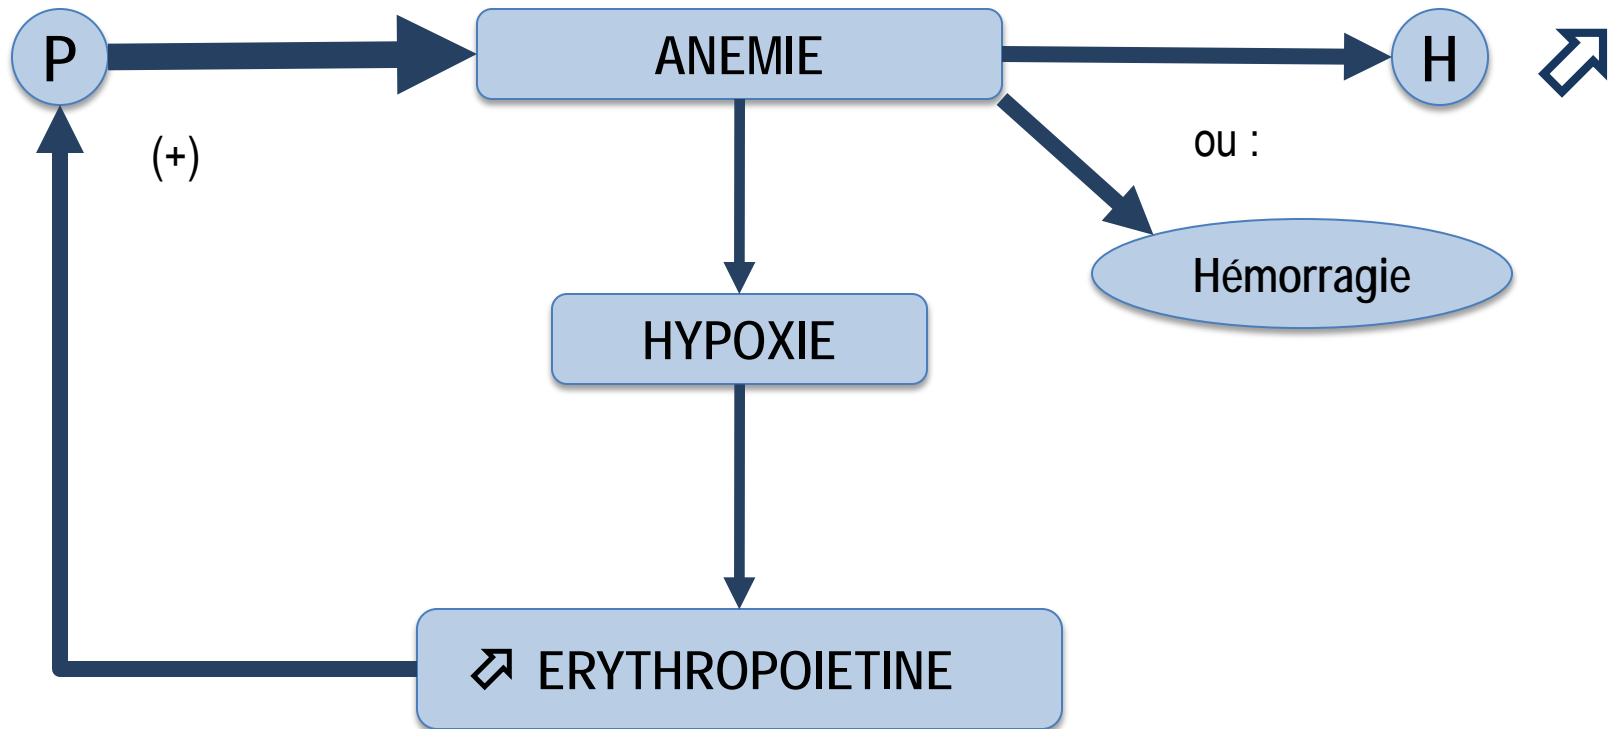 P
ANEMIE
H
(+)
ou :
Hémorragie
HYPOXIE
ERYTHROPOIETINE